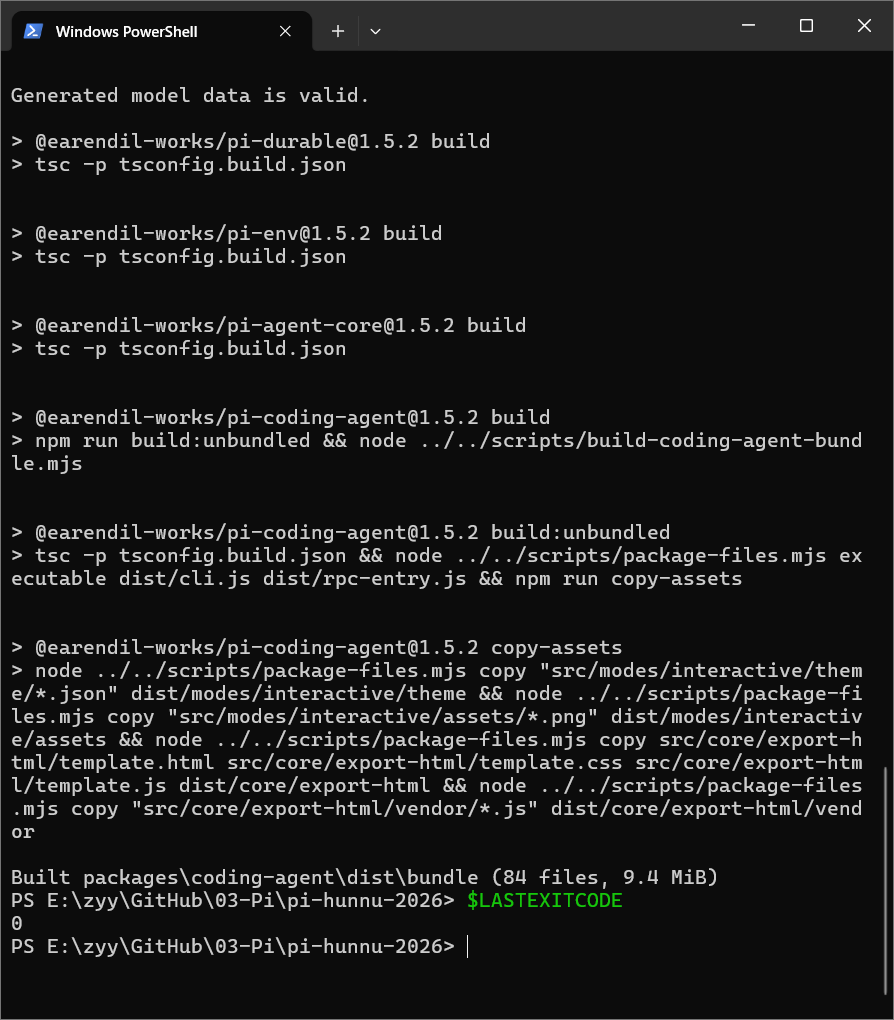 Windows PowerShell
Generated model data is valid.
> @earendil-works/pi-durable@1.5.2 build
> tsc -p tsconfig.build.json
> @earendil-works/pi-env@1.5.2 build
> tsc -p tsconfig.build.json
> @earendil-works/pi-agent-core@1.5.2 build
> tsc -p tsconfig.build.json
> @earendil-works/pi-coding-agent@1.5.2 build
> npm run build:unbundled && node ../../scripts/build-coding-agent-bund
le.mjs
> @earendil-works/pi-coding-agent@1.5.2 build:unbundled
> tsc -p tsconfig.build.json && node ../../scripts/package-files.mjs ex
ecutable dist/cli.js dist/rpc-entry.js && npm run copy-assets
> @earendil-works/pi-coding-agent@1.5.2 copy-assets
> node ../../scripts/package-files.mjs copy "src/modes/interactive/them
e/*.json" dist/modes/interactive/theme && node ../../scripts/package-fi
les.mjs copy "src/modes/interactive/assets/*.png" dist/modes/interactiv
e/assets && node ../../scripts/package-files.mjs copy src/core/export-h
tml/template.html src/core/export-html/template.css src/core/export-htm
l/template.js dist/core/export-html && node ../../scripts/package-files
.mjs copy "src/core/export-html/vendor/*.js" dist/core/export-html/vend
or
Built packages\coding-agent\dist\bundle (84 files, 9.4 MiB)
PS E:\zyy\GitHub\03-Pi\pi-hunnu-2026> $LASTEXITCODE
0
PS E:\zyy\GitHub\03-Pi\pi-hunnu-2026>